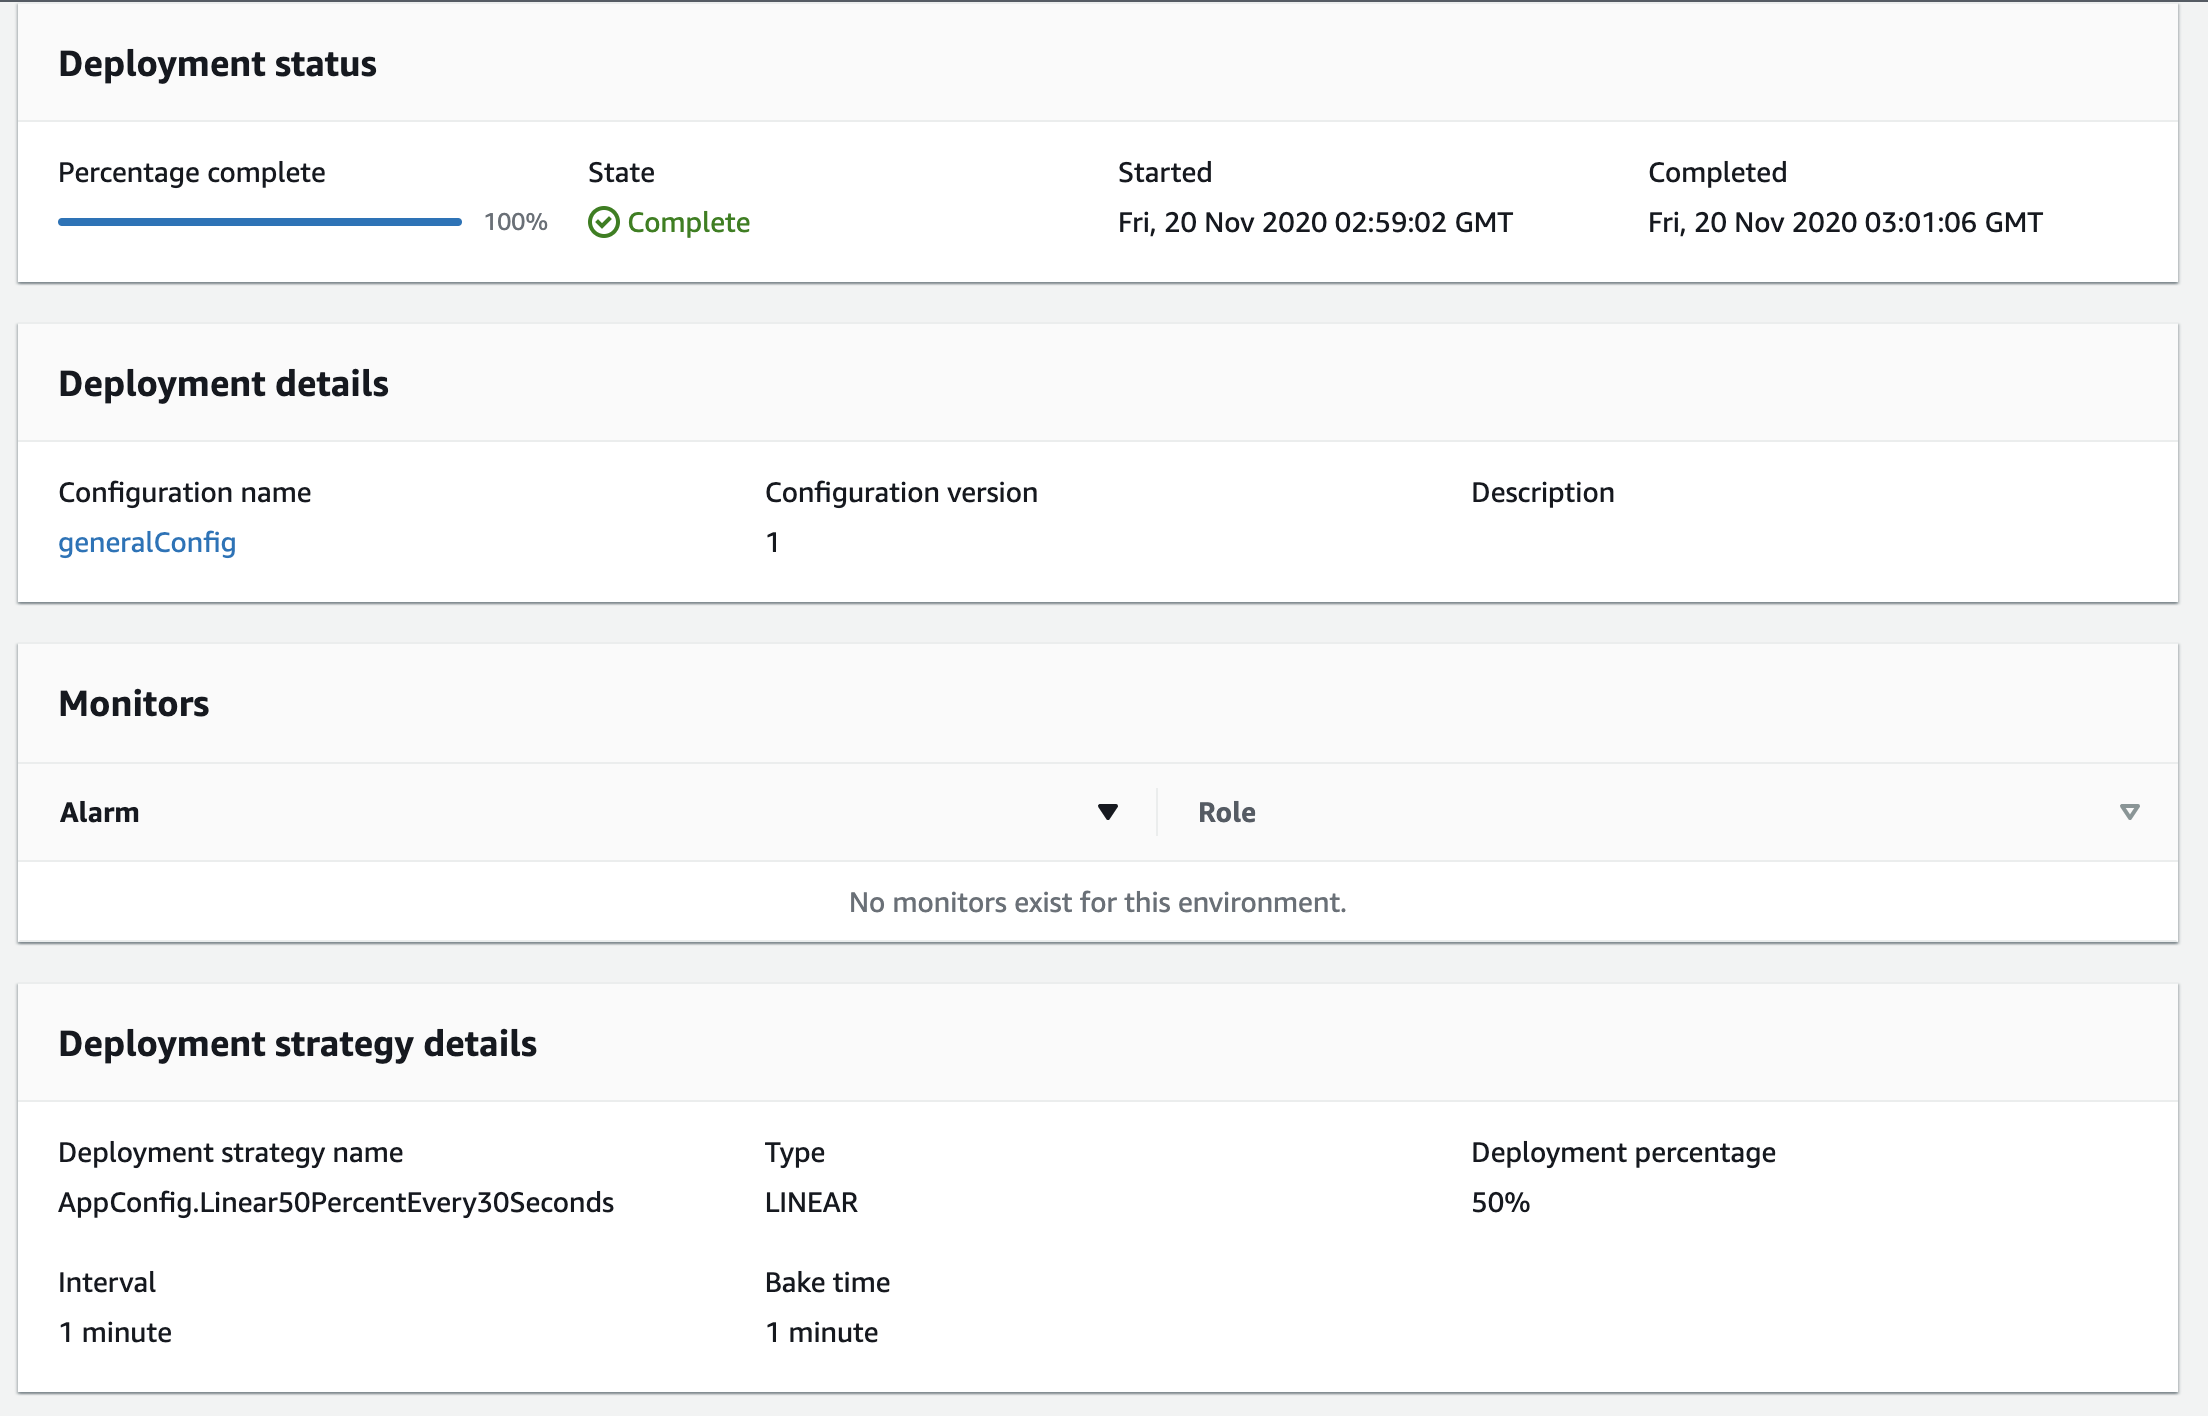 Deployment status
Percentage complete State Started Completed
100% Complete Fri, 20 Nov 2020 02:59:02 GMT Fri, 20 Nov 2020 03:01:06 GMT
Deployment details
Configuration name Configuration version Description
generalConfig 1
Monitors
Alarm Role
No monitors exist for this environment.
Deployment strategy details
Deployment strategy name Type Deployment percentage
AppConfig.Linear50PercentEvery30Seconds LINEAR 50%
Interval Bake time
1 minute 1 minute